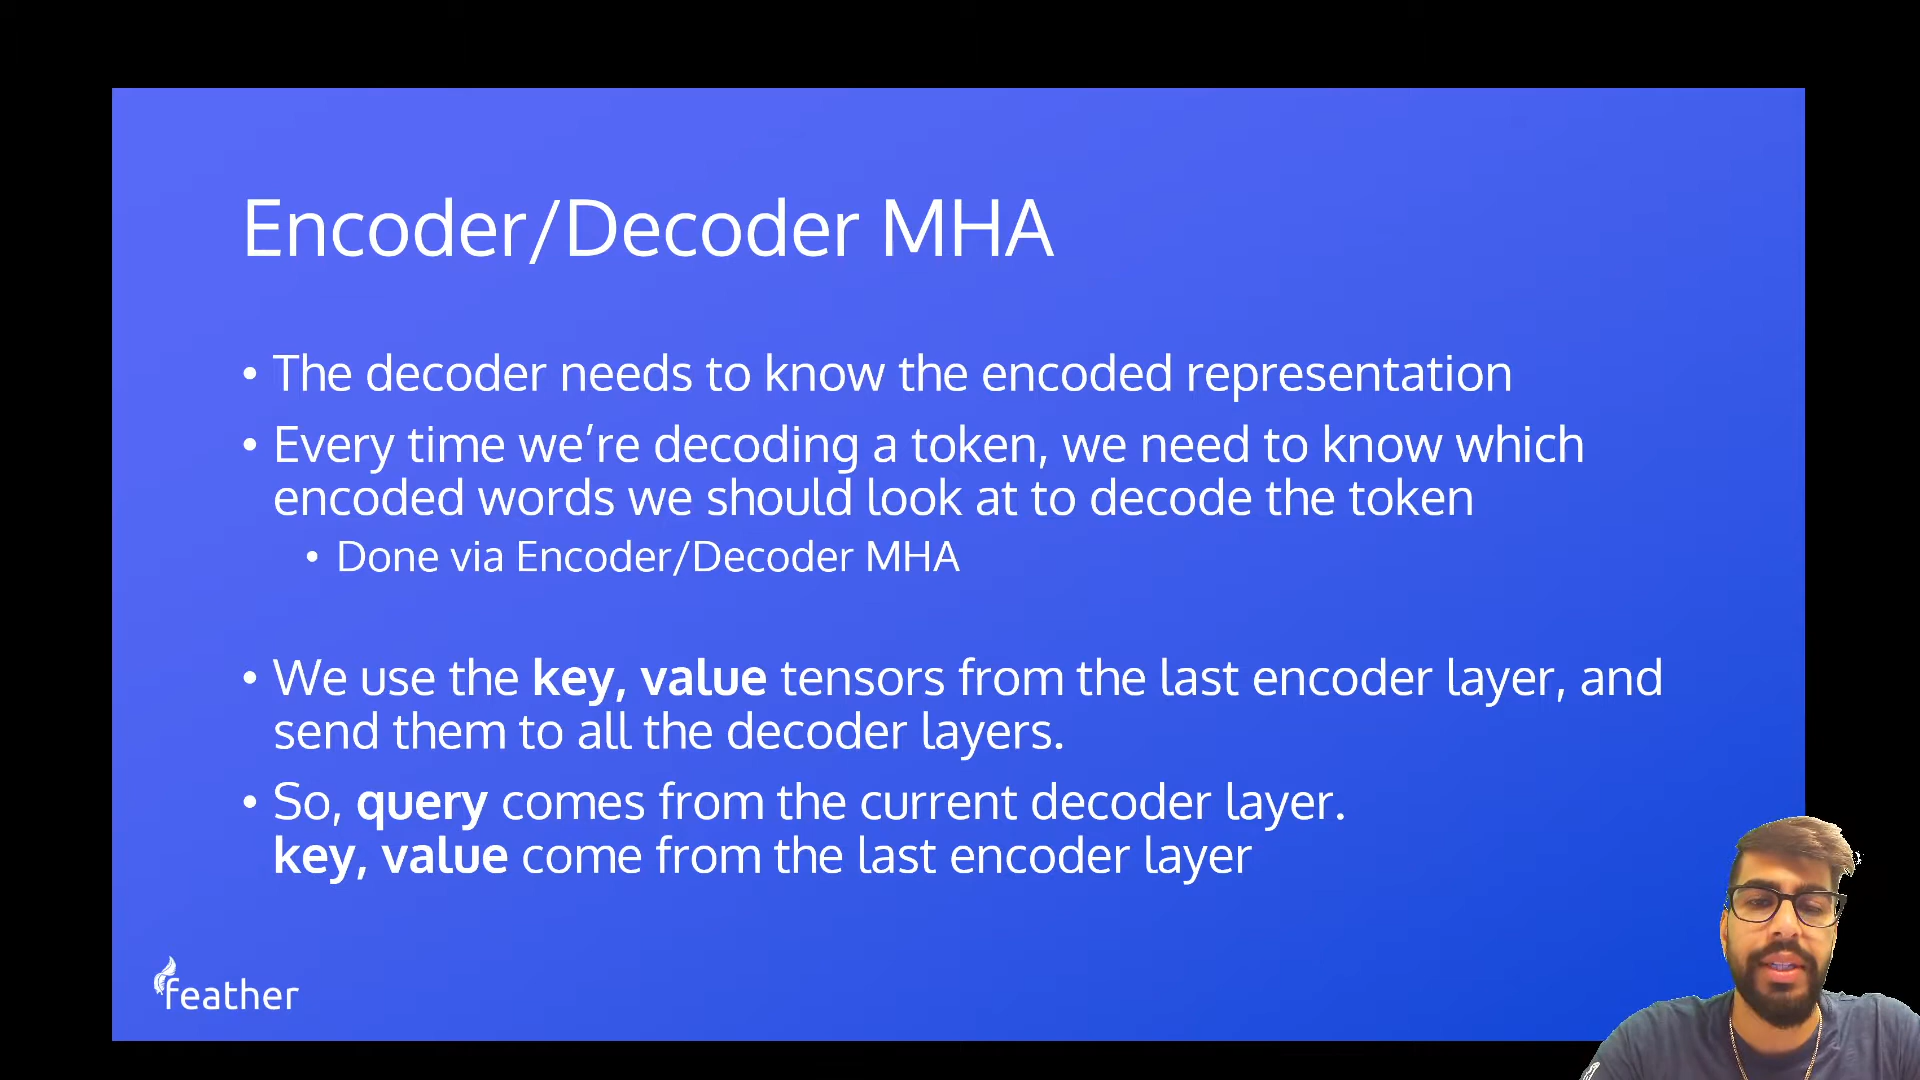 Encoder/Decoder MHA
• The decoder needs to know the encoded representation
• Every time we’re decoding a token, we need to know which
encoded words we should look at to decode the token
• Done via Encoder/Decoder MHA
• We use the key, value tensors from the last encoder layer, and
send them to all the decoder layers.
• So, query comes from the current decoder layer.
key, value come from the last encoder layer
feather